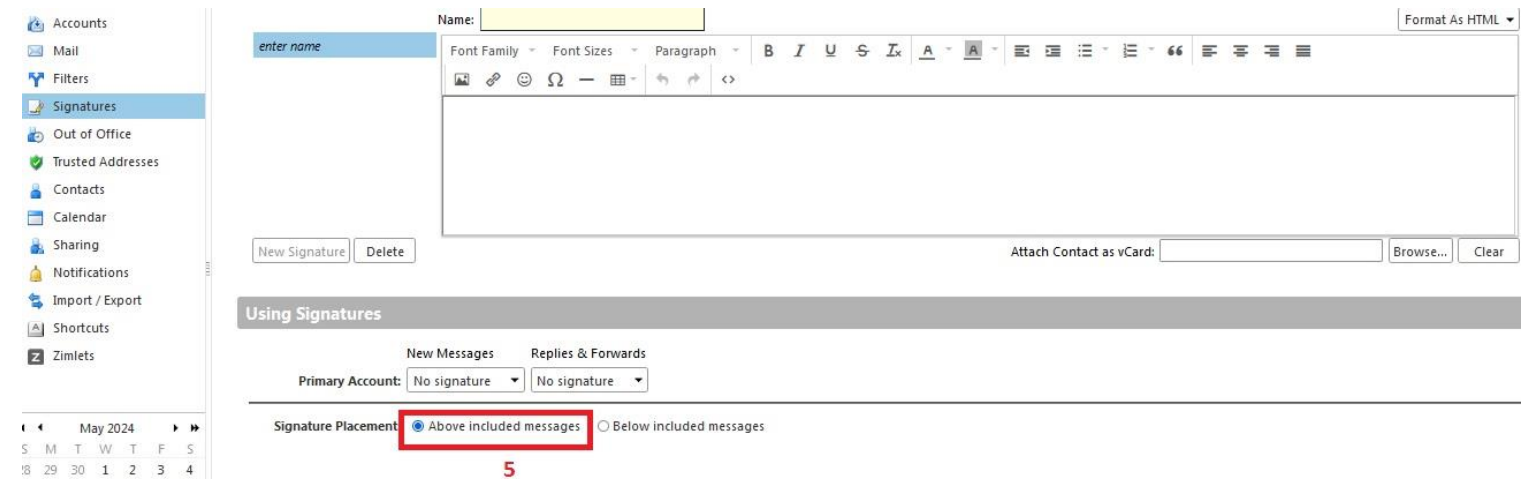 Accounts
Mail
Filters
Signatures
Out of Office
Trusted Addresses
Contacts
Calendar
Sharing
Notifications
Import / Export
Shortcuts
Zimlets
May 2024
S M T W T F S
28 29 30 1 2 3 4
Name:
Format As HTML
enter name
Font Family Font Sizes Paragraph B I U S Ix A A
Ω
New Signature Delete
Attach Contact as vCard: Browse... Clear
Using Signatures
New Messages Replies & Forwards
Primary Account: No signature No signature
Signature Placement Above included messages Below included messages
5